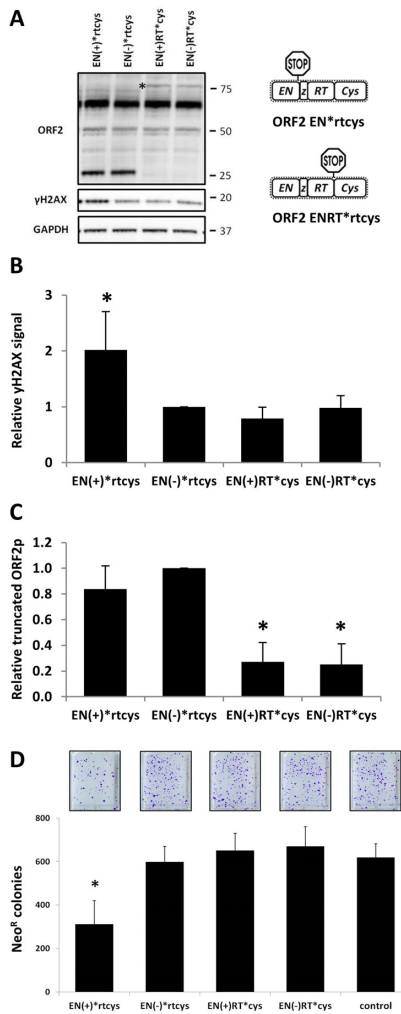 A
EN(+)*rtcys
EN(-)*rtcys
EN(+)RT*cys
EN(-)RT*cys
*
75
ORF2
50
25
γH2AX
20
GAPDH
37
STOP
EN z RT Cys
ORF2 EN*rtcys
STOP
EN z RT Cys
ORF2 ENRT*rtcys
B
Relative γH2AX signal
3
2
1
0
*
EN(+)*rtcys EN(-)*rtcys EN(+)RT*cys EN(-)RT*cys
C
Relative truncated ORF2p
1.2
1.0
0.8
0.6
0.4
0.2
0.0
* *
EN(+)*rtcys EN(-)*rtcys EN(+)RT*cys EN(-)RT*cys
D
NeoR colonies
800
600
400
200
0
*
EN(+)*rtcys EN(-)*rtcys EN(+)RT*cys EN(-)RT*cys control